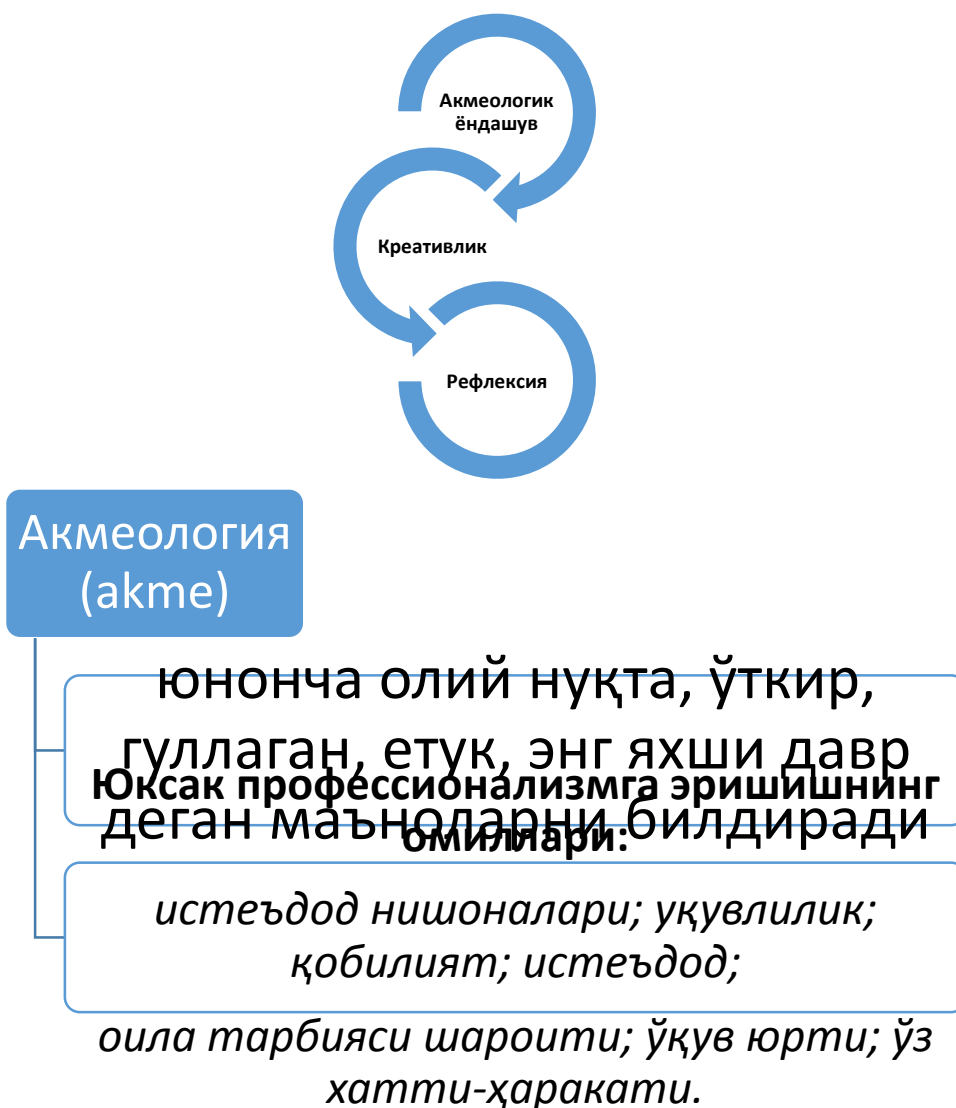 Акмеологик
ёндашув
Креативлик
Рефлексия
Акмеология
(akme)
юнонча олий нуқта, ўткир,
гуллаган, етук, энг яхши давр
деган маъноларни билдиради
Юксак профессионализмга эришишнинг
омиллари:
истеъдод нишоналари; уқувлилик;
қобилият; истеъдод;
оила тарбияси шароити; ўқув юрти; ўз
хатти-ҳаракати.